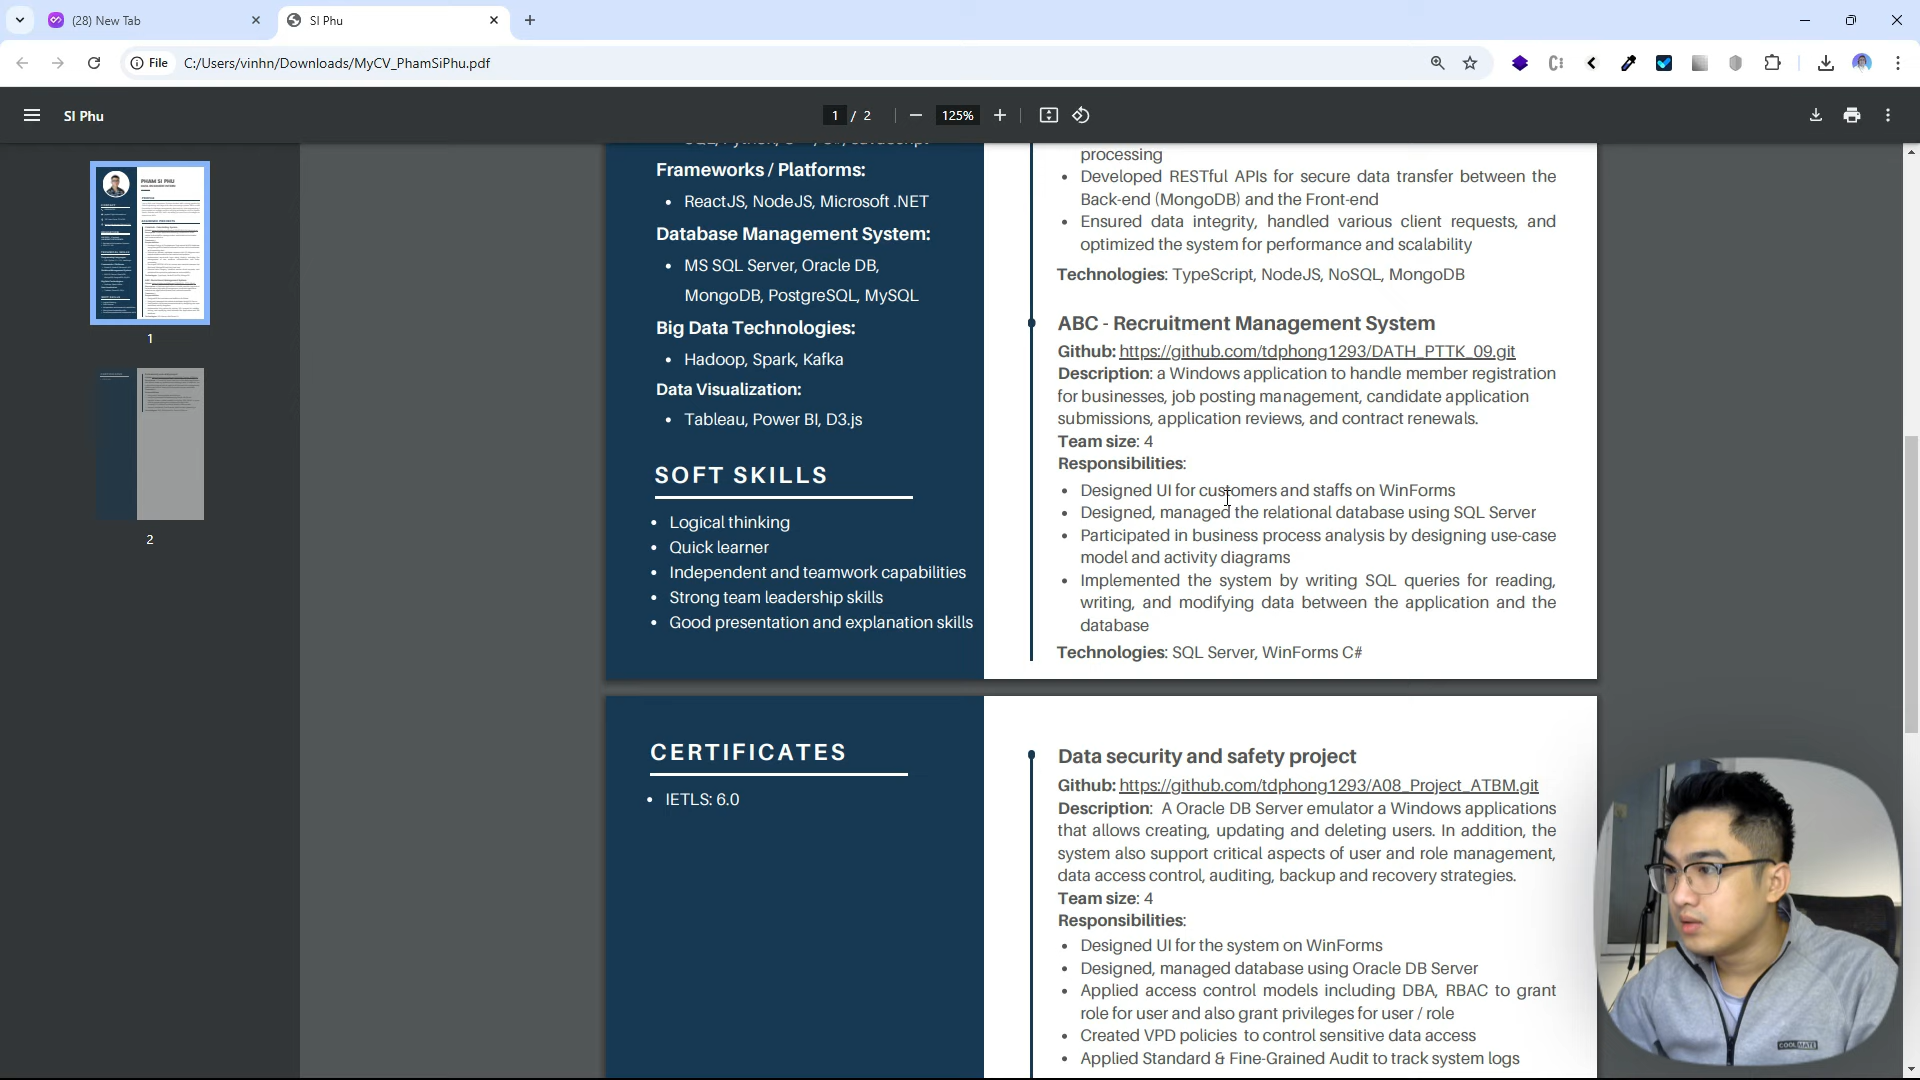 (28) New Tab
SI Phu
File
C:/Users/vinhn/Downloads/MyCV_PhamSiPhu.pdf
SI Phu
1 / 2
125%
1
2
Frameworks / Platforms:
• ReactJS, NodeJS, Microsoft .NET
Database Management System:
• MS SQL Server, Oracle DB,
MongoDB, PostgreSQL, MySQL
Big Data Technologies:
• Hadoop, Spark, Kafka
Data Visualization:
• Tableau, Power BI, D3.js
SOFT SKILLS
• Logical thinking
• Quick learner
• Independent and teamwork capabilities
• Strong team leadership skills
• Good presentation and explanation skills
processing
• Developed RESTful APIs for secure data transfer between the
Back-end (MongoDB) and the Front-end
• Ensured data integrity, handled various client requests, and
optimized the system for performance and scalability
Technologies: TypeScript, NodeJS, NoSQL, MongoDB
ABC - Recruitment Management System
Github: https://github.com/tdphong1293/DATH_PTTK_09.git
Description: a Windows application to handle member registration
for businesses, job posting management, candidate application
submissions, application reviews, and contract renewals.
Team size: 4
Responsibilities:
• Designed UI for customers and staffs on WinForms
• Designed, managed the relational database using SQL Server
• Participated in business process analysis by designing use-case
model and activity diagrams
• Implemented the system by writing SQL queries for reading,
writing, and modifying data between the application and the
database
Technologies: SQL Server, WinForms C#
CERTIFICATES
• IETLS: 6.0
Data security and safety project
Github: https://github.com/tdphong1293/A08_Project_ATBM.git
Description: A Oracle DB Server emulator a Windows applications
that allows creating, updating and deleting users. In addition, the
system also support critical aspects of user and role management,
data access control, auditing, backup and recovery strategies.
Team size: 4
Responsibilities:
• Designed UI for the system on WinForms
• Designed, managed database using Oracle DB Server
• Applied access control models including DBA, RBAC to grant
role for user and also grant privileges for user / role
• Created VPD policies to control sensitive data access
• Applied Standard & Fine-Grained Audit to track system logs
COOLMATE